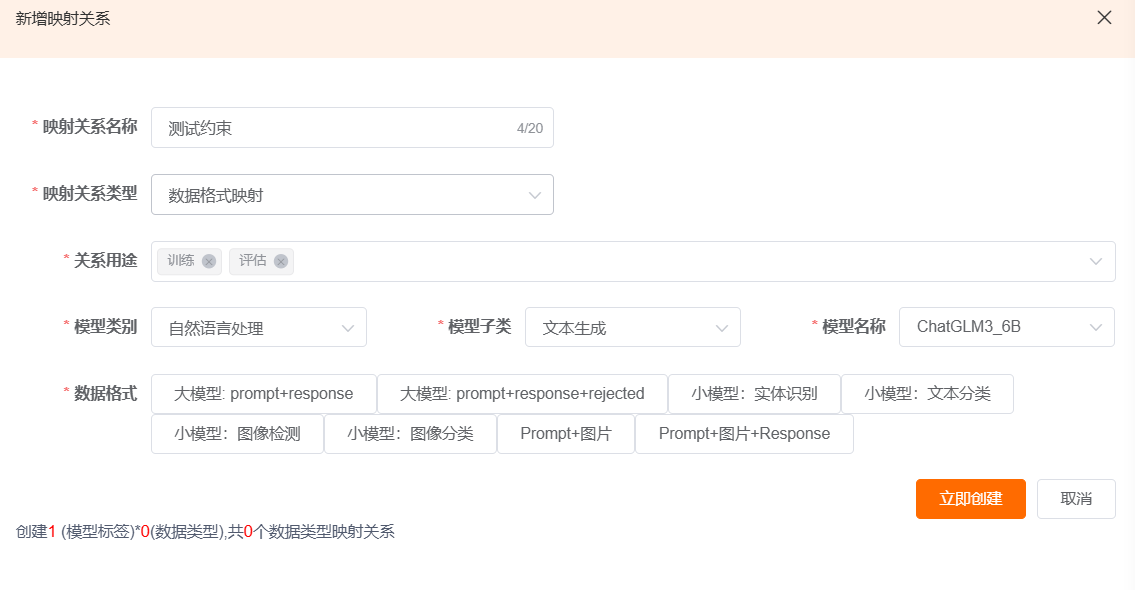 新增映射关系
* 映射关系名称 测试约束 4/20
* 映射关系类型 数据格式映射
* 关系用途 训练 评估
* 模型类别 自然语言处理 * 模型子类 文本生成 * 模型名称 ChatGLM3_6B
* 数据格式 大模型: prompt+response 大模型: prompt+response+rejected 小模型：实体识别 小模型：文本分类
小模型：图像检测 小模型：图像分类 Prompt+图片 Prompt+图片+Response
立即创建 取消
创建1 (模型标签)*0(数据类型),共0个数据类型映射关系